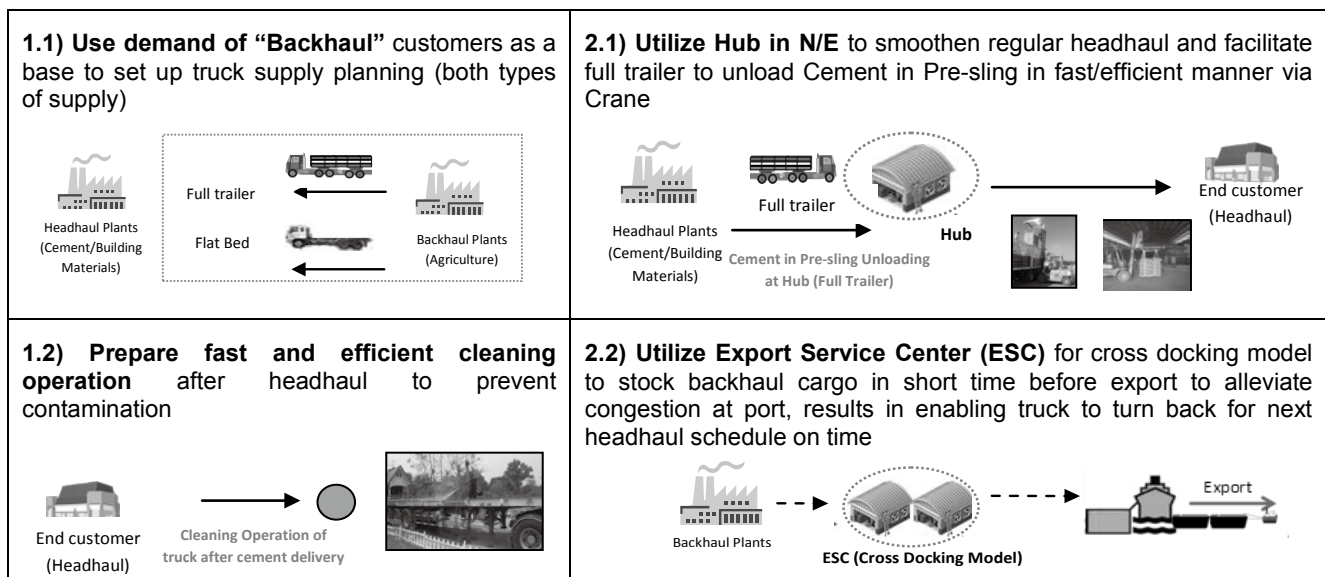 1.1) Use demand of “Backhaul” customers as a
base to set up truck supply planning (both types
of supply)
Full trailer
Flat Bed
Headhaul Plants
(Cement/Building
Materials)
Backhaul Plants
(Agriculture)
2.1) Utilize Hub in N/E to smoothen regular headhaul and facilitate
full trailer to unload Cement in Pre-sling in fast/efficient manner via
Crane
Full trailer
Headhaul Plants
(Cement/Building
Materials)
Hub
Cement in Pre-sling Unloading
at Hub (Full Trailer)
End customer
(Headhaul)
1.2) Prepare fast and efficient cleaning
operation after headhaul to prevent
contamination
End customer
(Headhaul)
Cleaning Operation of
truck after cement delivery
2.2) Utilize Export Service Center (ESC) for cross docking model
to stock backhaul cargo in short time before export to alleviate
congestion at port, results in enabling truck to turn back for next
headhaul schedule on time
Backhaul Plants
ESC (Cross Docking Model)
Export